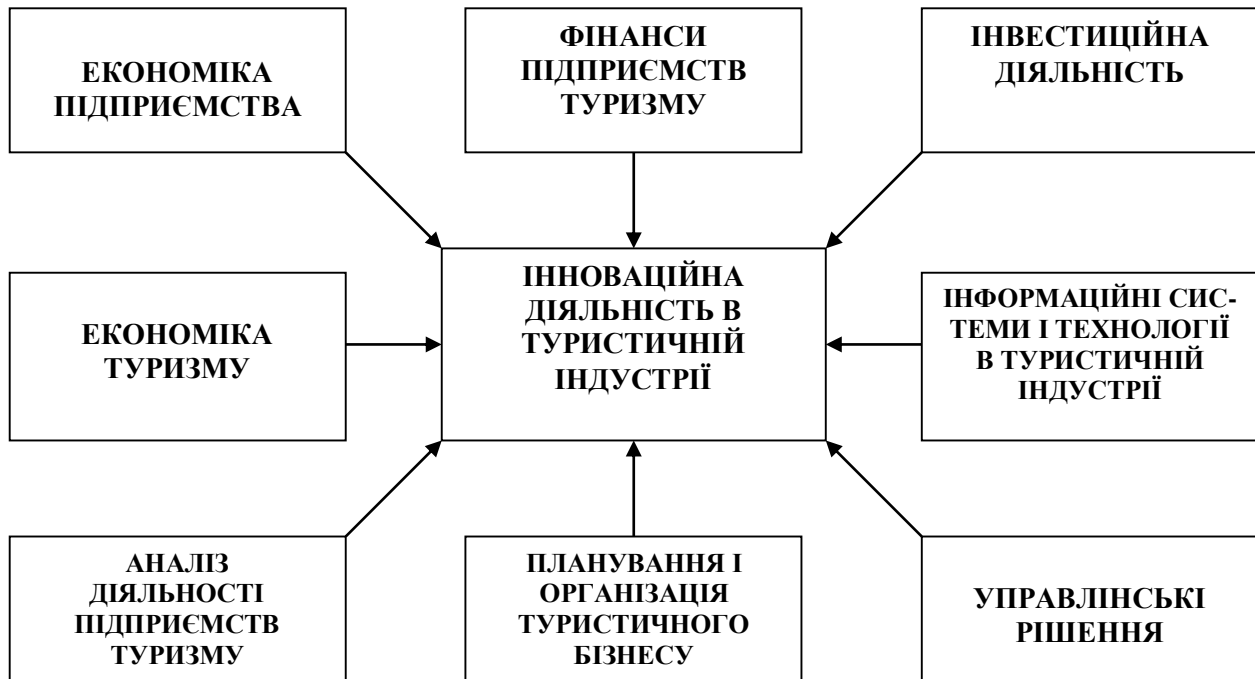 ЕКОНОМІКА
ПІДПРИЄМСТВА
ФІНАНСИ
ПІДПРИЄМСТВ
ТУРИЗМУ
ІНВЕСТИЦІЙНА
ДІЯЛЬНІСТЬ
ЕКОНОМІКА
ТУРИЗМУ
ІННОВАЦІЙНА
ДІЯЛЬНІСТЬ В
ТУРИСТИЧНІЙ
ІНДУСТРІЇ
ІНФОРМАЦІЙНІ СИС-
ТЕМИ І ТЕХНОЛОГІЇ
В ТУРИСТИЧНІЙ
ІНДУСТРІЇ
АНАЛІЗ
ДІЯЛЬНОСТІ
ПІДПРИЄМСТВ
ТУРИЗМУ
ПЛАНУВАННЯ І
ОРГАНІЗАЦІЯ
ТУРИСТИЧНОГО
БІЗНЕСУ
УПРАВЛІНСЬКІ
РІШЕННЯ